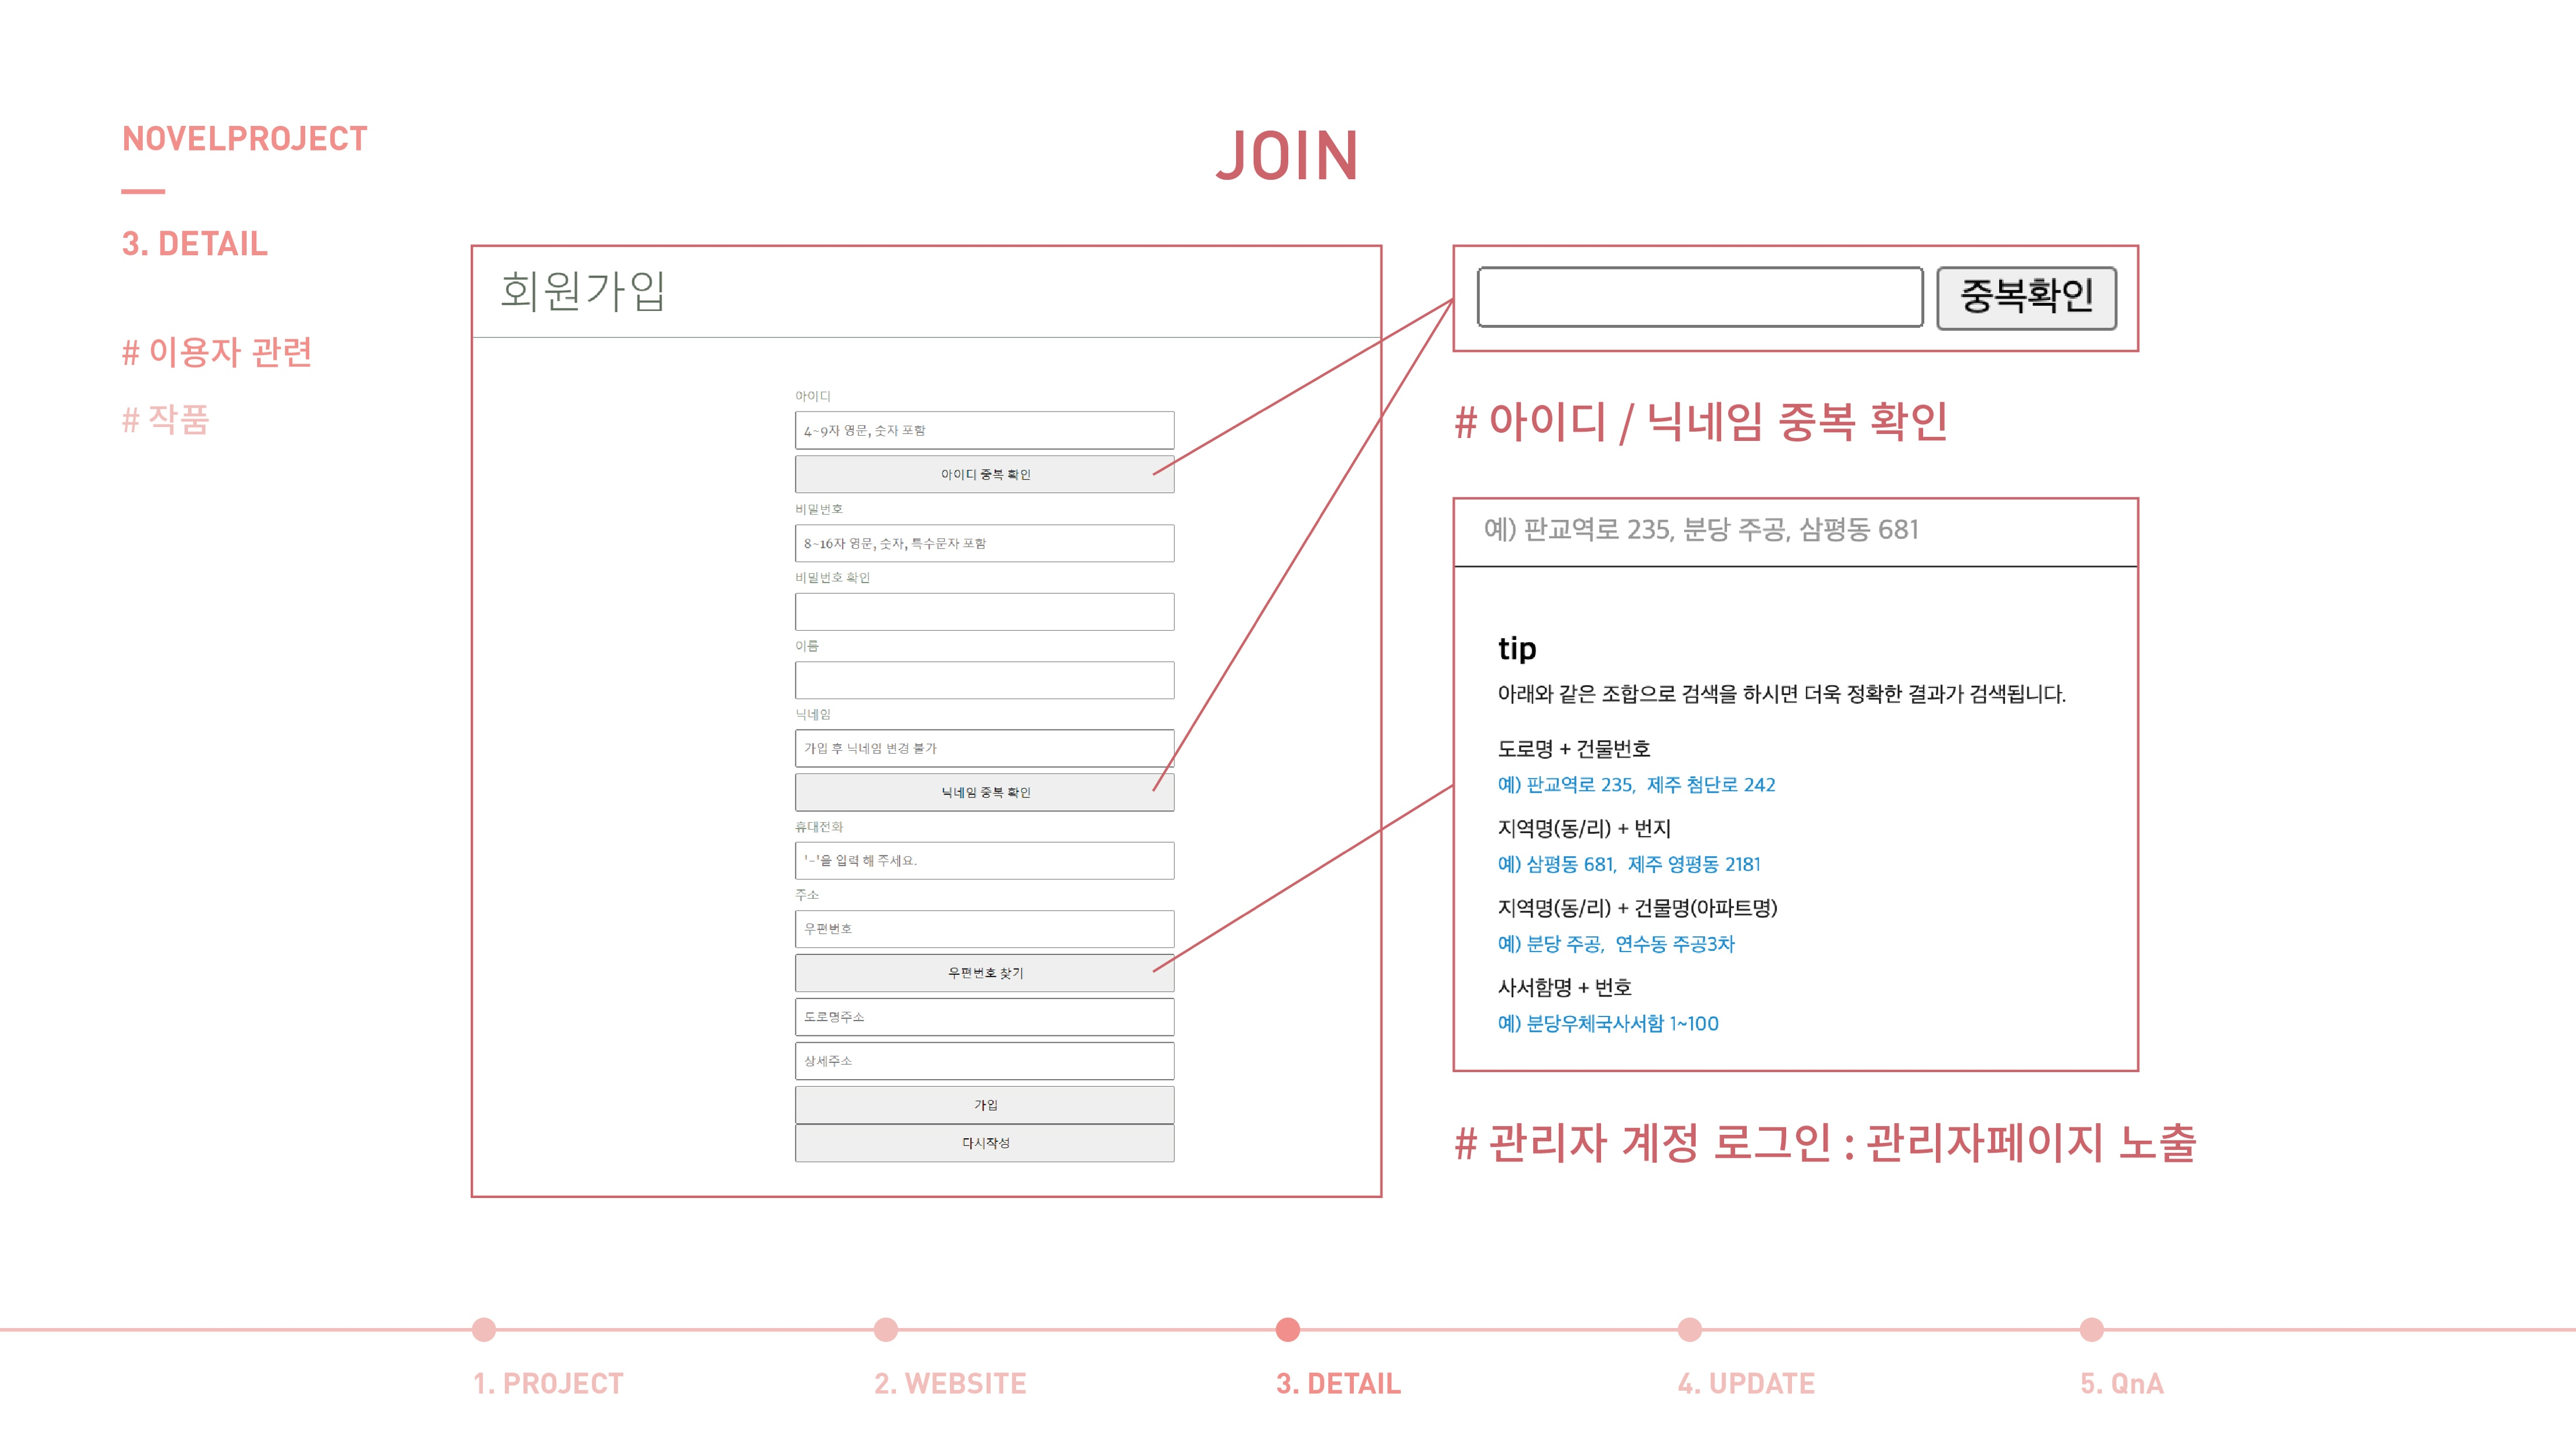 NOVELPROJECT
3. DETAIL
# 이용자 관련
# 작품
JOIN
회원가입
아이디
4~9자 영문, 숫자 포함
아이디 중복 확인
비밀번호
8~16자 영문, 숫자, 특수문자 포함
비밀번호 확인
이름
닉네임
가입 후 닉네임 변경 불가
닉네임 중복 확인
휴대전화
'-'을 입력 해 주세요.
주소
우편번호
우편번호 찾기
도로명주소
상세주소
가입
다시작성
중복확인
# 아이디 / 닉네임 중복 확인
예) 판교역로 235, 분당 주공, 삼평동 681
tip
아래와 같은 조합으로 검색을 하시면 더욱 정확한 결과가 검색됩니다.
도로명 + 건물번호
예) 판교역로 235, 제주 첨단로 242
지역명(동/리) + 번지
예) 삼평동 681, 제주 영평동 2181
지역명(동/리) + 건물명(아파트명)
예) 분당 주공, 연수동 주공3차
사서함명 + 번호
예) 분당우체국사서함 1~100
# 관리자 계정 로그인 : 관리자페이지 노출
1. PROJECT
2. WEBSITE
3. DETAIL
4. UPDATE
5. QnA